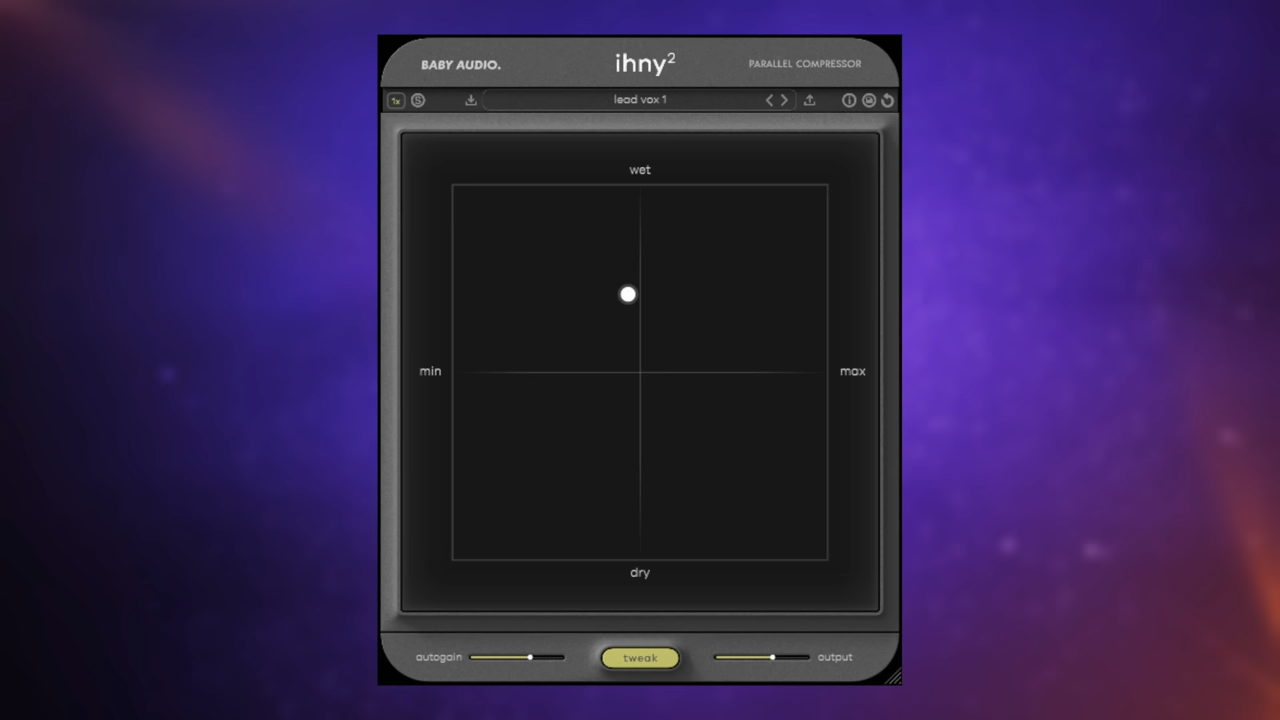 BABY AUDIO.
ihny²
PARALLEL COMPRESSOR
1x
S
lead vox 1
wet
min
max
dry
autogain
tweak
output